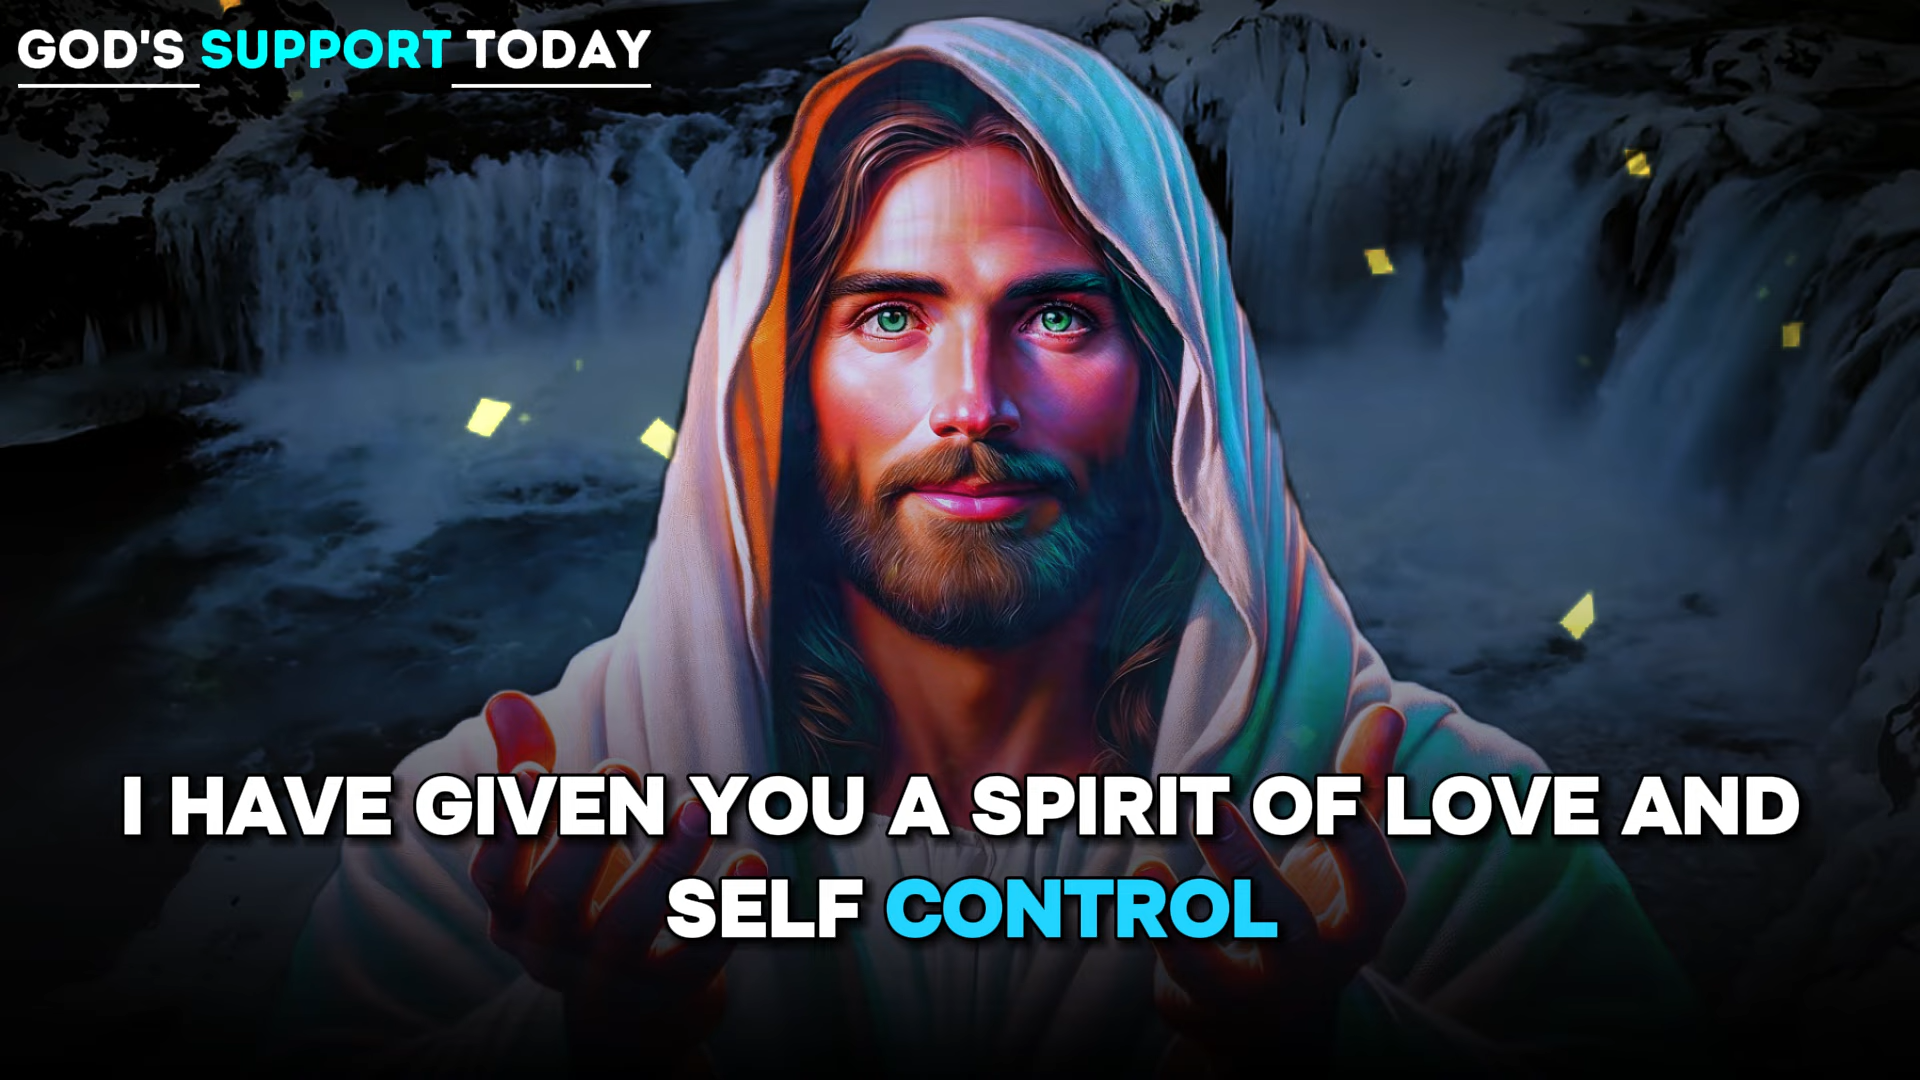 GOD'S SUPPORT TODAY
I HAVE GIVEN YOU A SPIRIT OF LOVE AND
SELF CONTROL